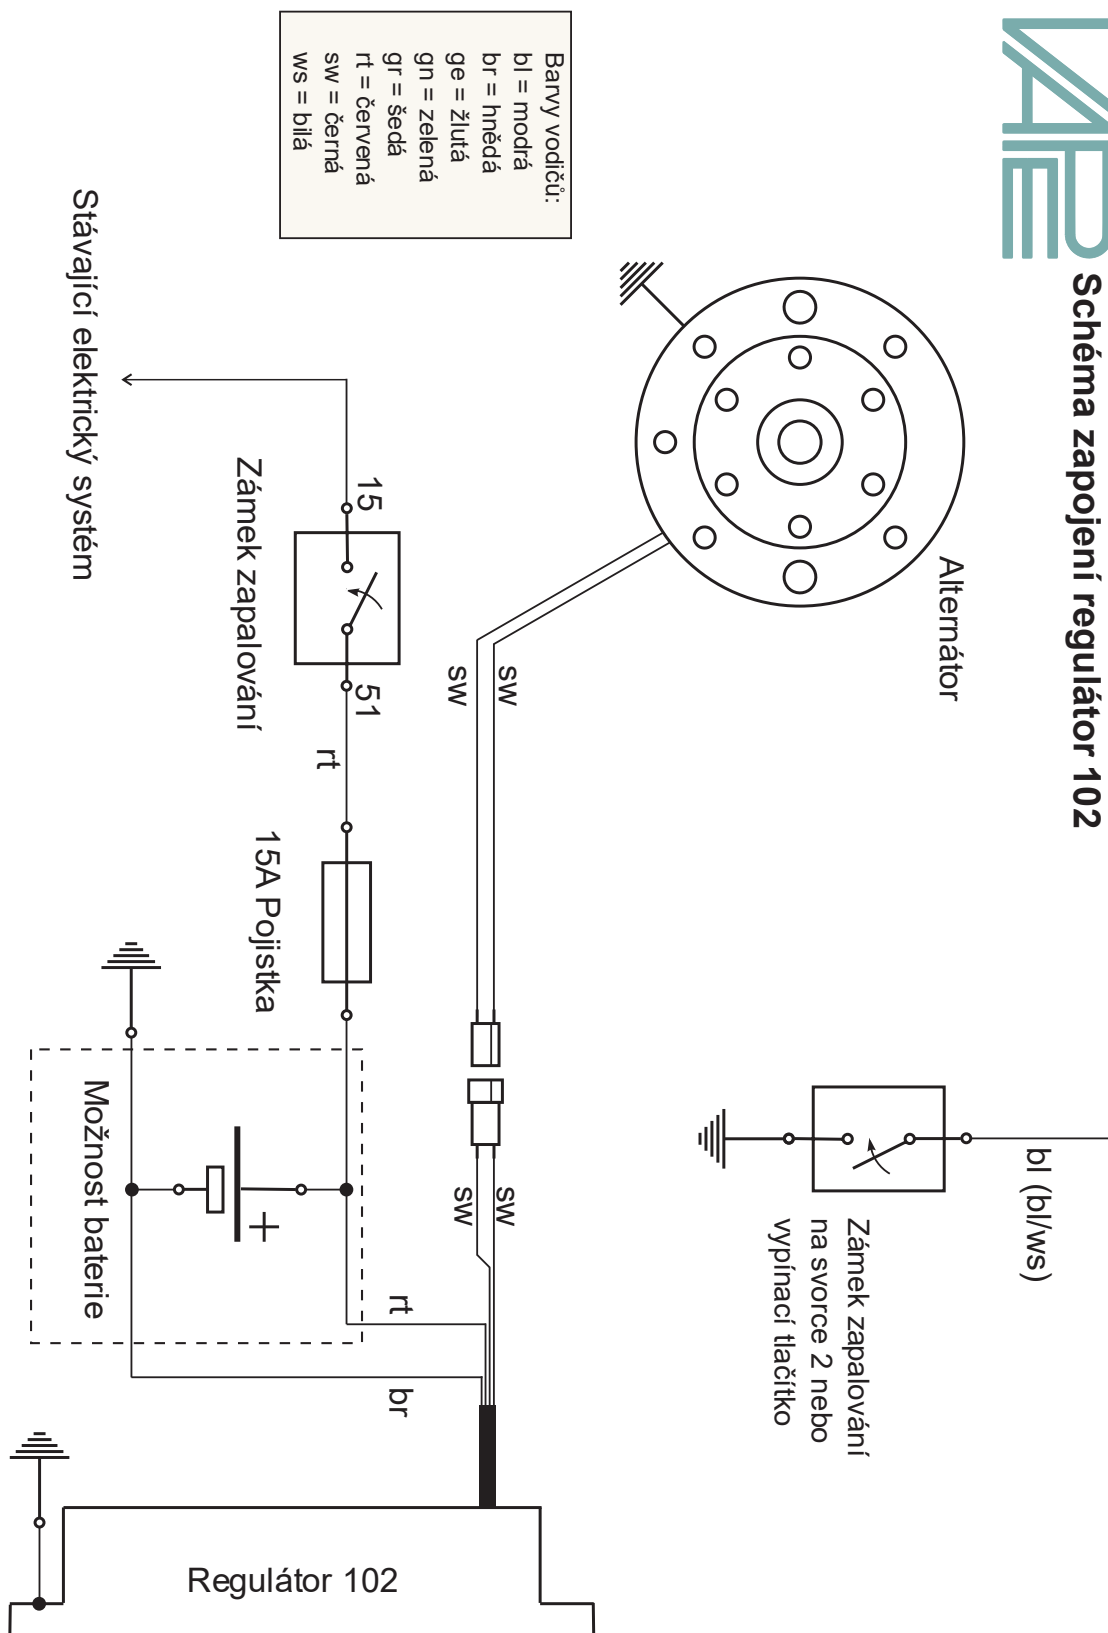 VAPE
Schéma zapojení regulátor 102
Barvy vodičů:
bl = modrá
br = hnědá
ge = žlutá
gn = zelená
gr = šedá
rt = červená
sw = černá
ws = bilá
Alternátor
Stávající elektrický systém
Zámek zapalování
15
51
rt
15A Pojistka
sw
sw
sw
sw
bl (bl/ws)
Zámek zapalování
na svorce 2 nebo
vypínací tlačítko
Možnost baterie
+
rt
br
Regulátor 102